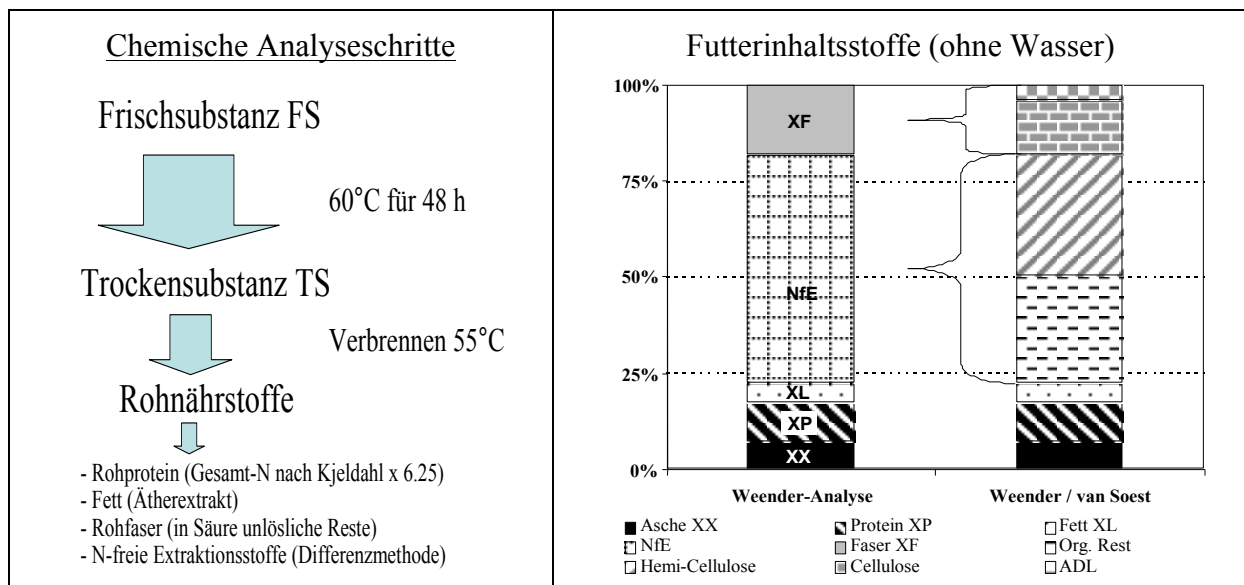 Chemische Analyseschritte
Frischsubstanz FS
60°C für 48 h
Trockensubstanz TS
Verbrennen 55°C
Rohnährstoffe
- Rohprotein (Gesamt-N nach Kjeldahl x 6.25)
- Fett (Ätherextrakt)
- Rohfaser (in Säure unlösliche Reste)
- N-freie Extraktionsstoffe (Differenzmethode)
Futterinhaltsstoffe (ohne Wasser)
100%
75%
50%
25%
0%
XF
NfE
XL
XP
XX
Weender-Analyse
Weender / van Soest
Asche XX
Protein XP
Fett XL
NfE
Faser XF
Org. Rest
Hemi-Cellulose
Cellulose
ADL